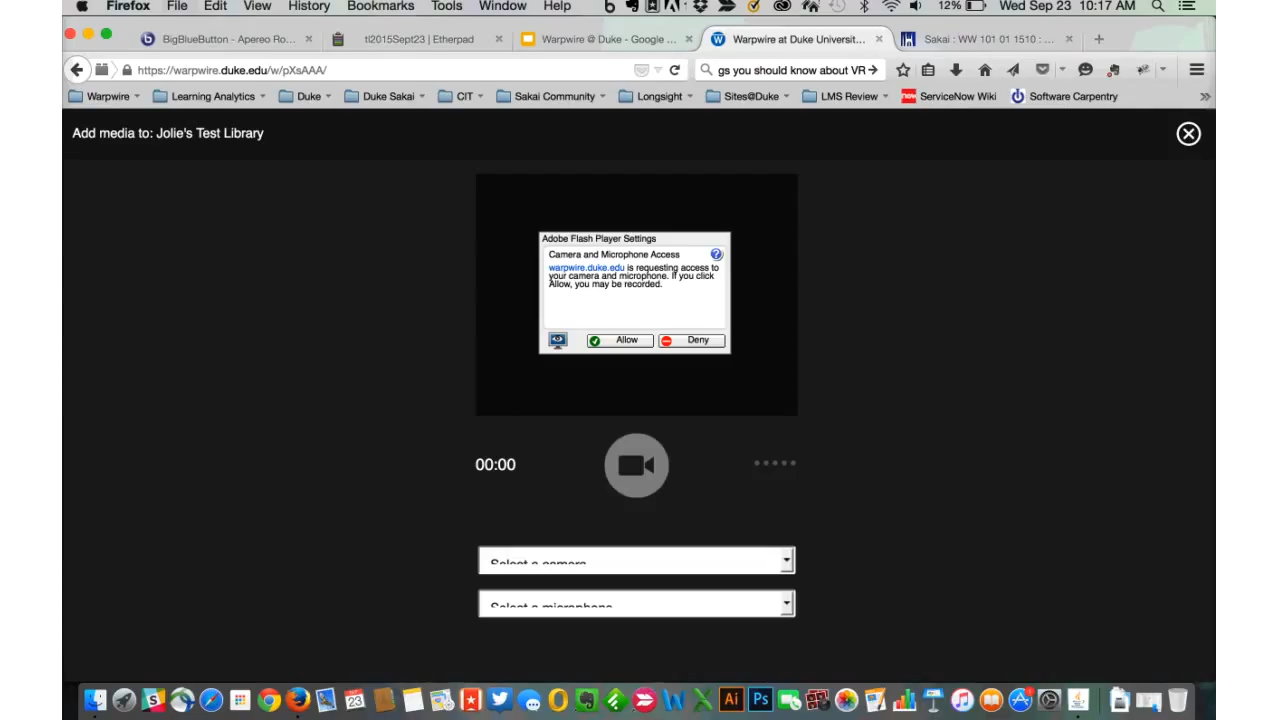 Firefox File Edit View History Bookmarks Tools Window Help 12% Wed Sep 23 10:17 AM
BigBlueButton - Apereo Ro... tl2015Sept23 | Etherpad Warpwire @ Duke - Google ... Warpwire at Duke Universit... Sakai : WW 101 01 1510 : ...
https://warpwire.duke.edu/w/pXsAAA/ gs you should know about VR
Warpwire Learning Analytics Duke Duke Sakai CIT Sakai Community Longsight Sites@Duke LMS Review ServiceNow Wiki Software Carpentry
Add media to: Jolie's Test Library
Adobe Flash Player Settings
Camera and Microphone Access
warpwire.duke.edu is requesting access to
your camera and microphone. If you click
Allow, you may be recorded.
Allow Deny
00:00
Select a camera
Select a microphone